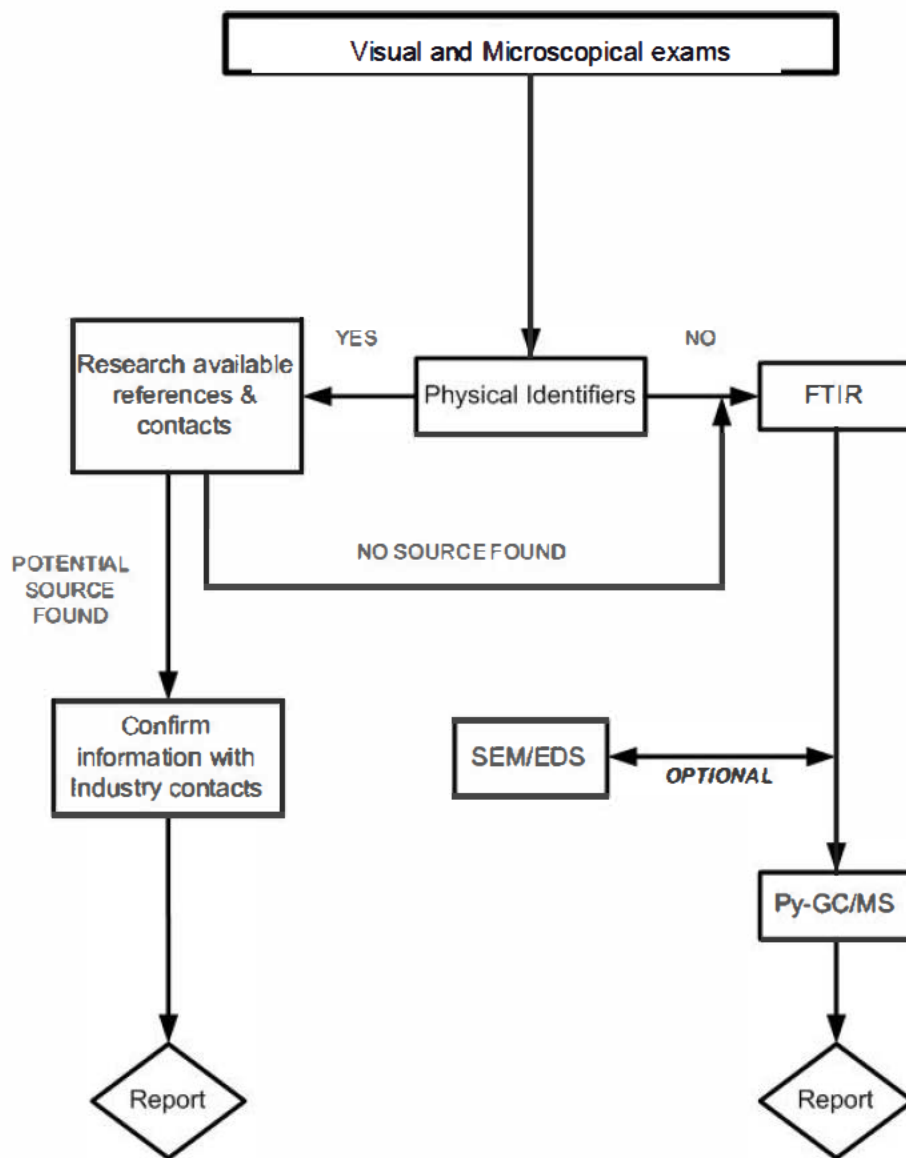 Visual and Microscopical exams
YES
NO
Research available
references &
contacts
Physical Identifiers
FTIR
NO SOURCE FOUND
POTENTIAL
SOURCE
FOUND
Confirm
information with
Industry contacts
SEM/EDS
OPTIONAL
Py-GC/MS
Report
Report